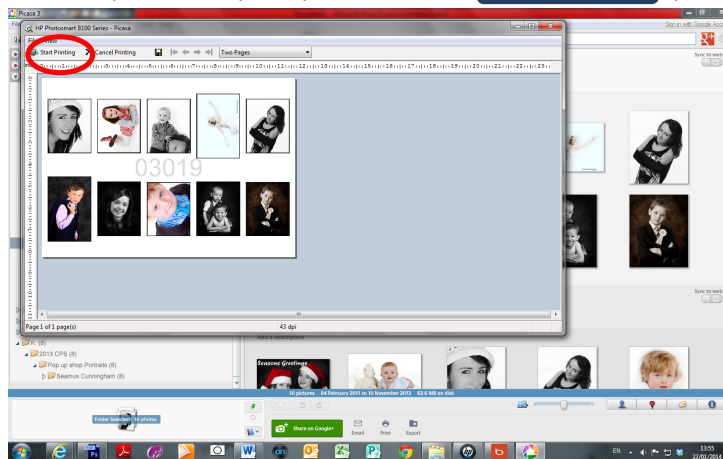 Picasa 3
HP Photosmart 8100 Series - Picasa
Sign in with Google Acco
View
Start Printing
Cancel Printing
Two Pages
Sync to web
03019
Sync to web
Page 1 of 1 page(s)
43 dpi
K: (8)
2013 CPS (8)
Pop up shop Portraits (8)
Seamus Cunningham (8)
Add a description
Seasons Greetings
10 pictures 04 February 2011 to 10 November 2013 62.6 MB on disk
Folder Selected - 10 photos
Share on Google+
Email
Print
Export
EN
13:55
22/01/2014